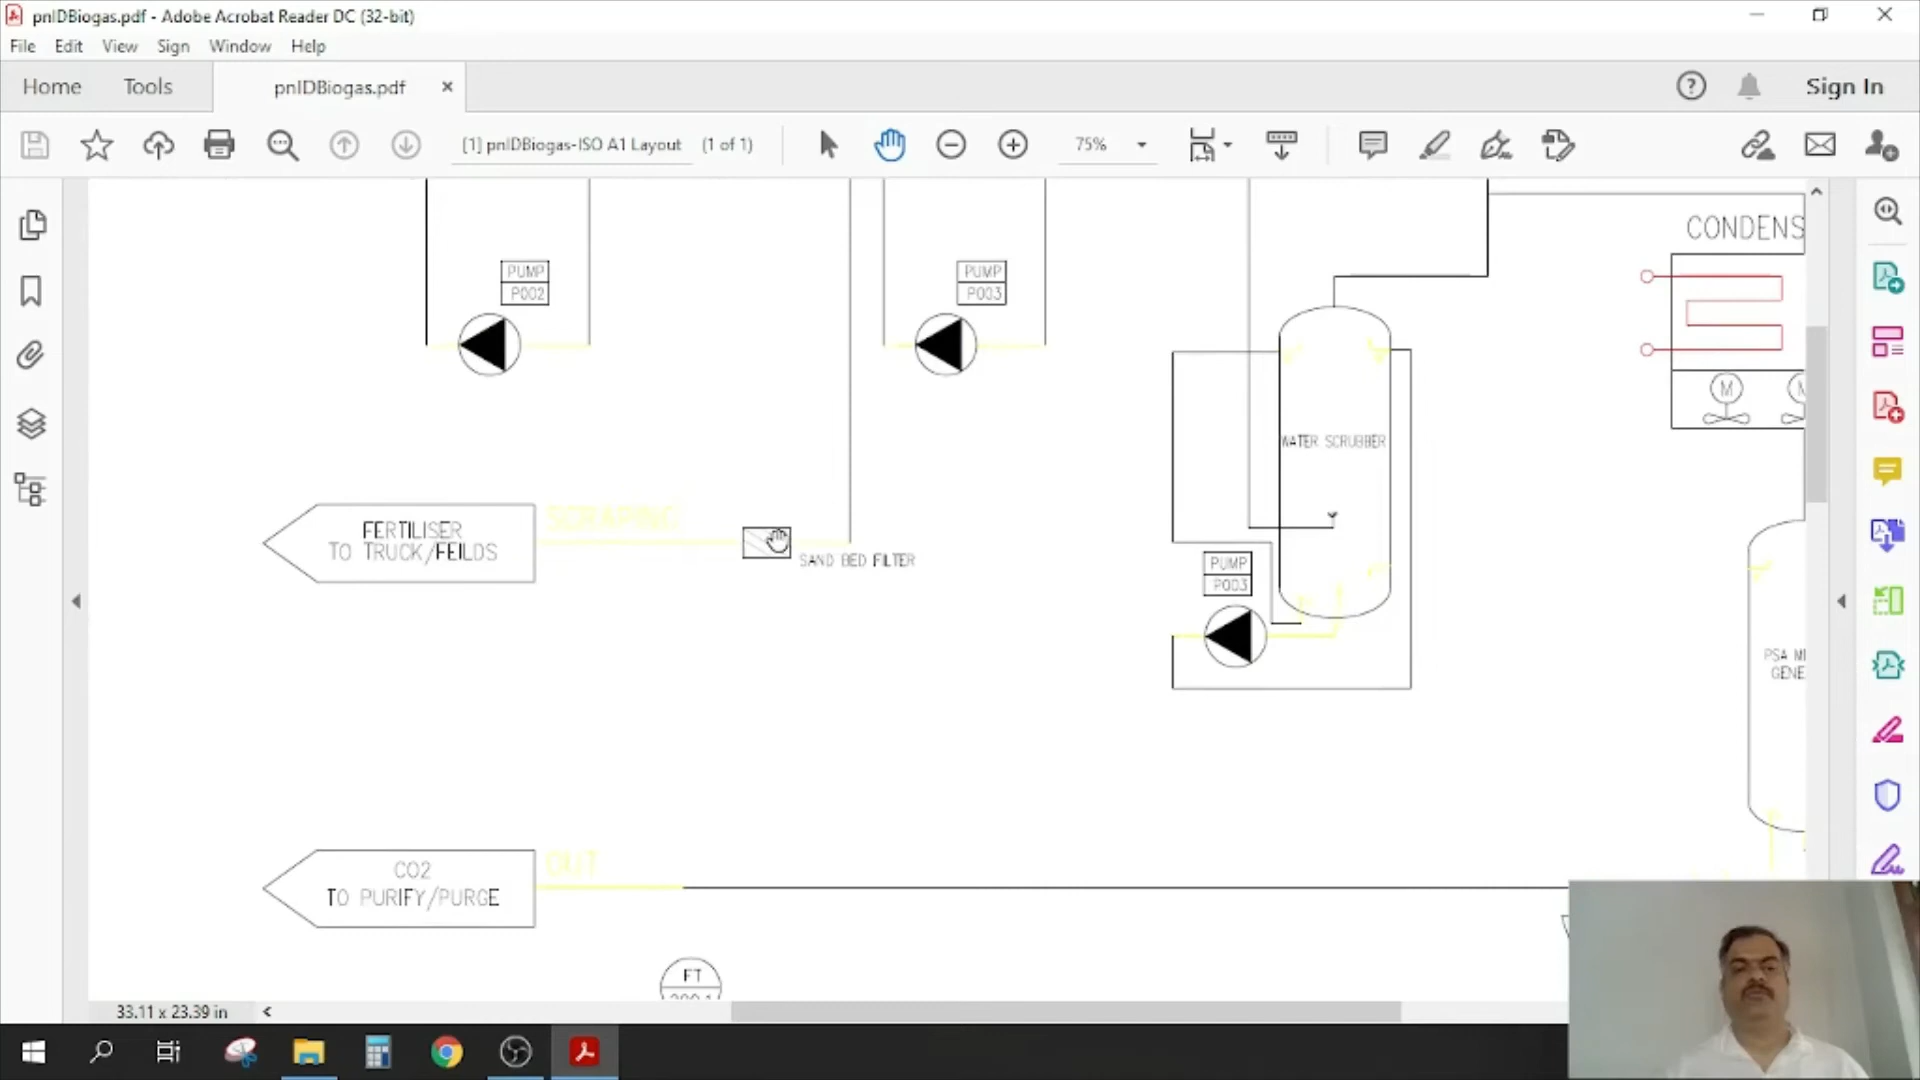 pnIDBiogas.pdf - Adobe Acrobat Reader DC (32-bit)
File Edit View Sign Window Help
Home Tools pnIDBiogas.pdf × Sign In
[1] pnIDBiogas-ISO A1 Layout (1 of 1) 75%
CONDENS
PUMP
P002
PUMP
P003
M
WATER SCRUBBER
FERTILISER
TO TRUCK/FEILDS
SCRAPING
SAND BED FILTER
PUMP
P003
PSA
GENE
CO2
TO PURIFY/PURGE
OUT
FT
33.11 x 23.39 in